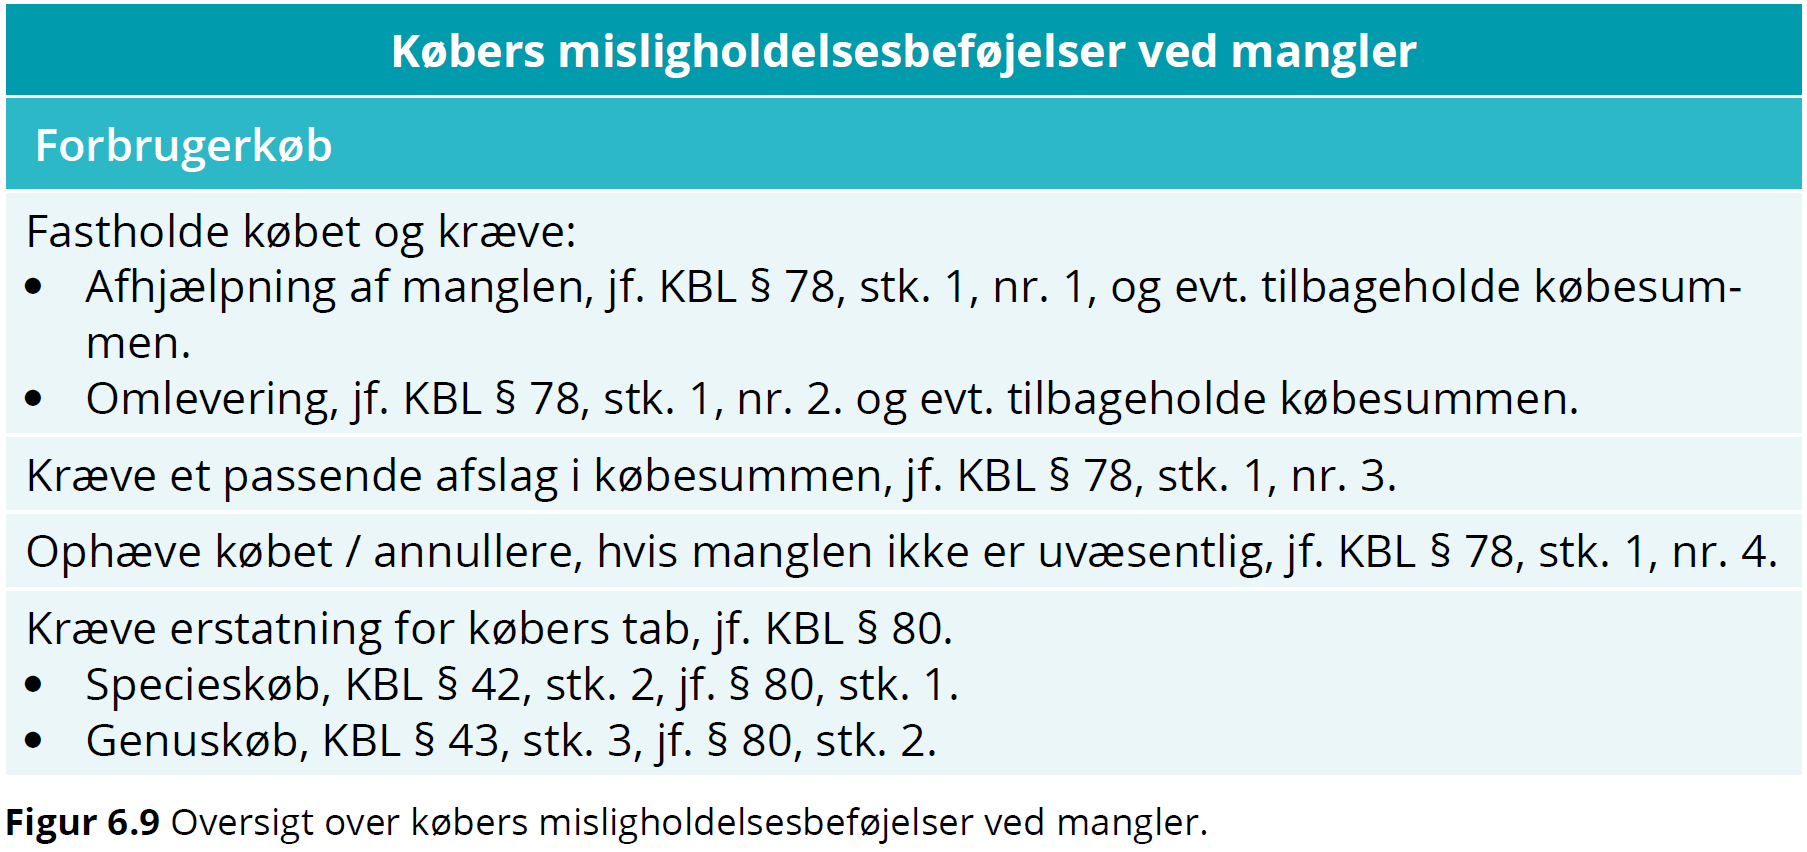 Købers misligholdelsesbeføjelser ved mangler
Forbrugerkøb
Fastholde købet og kræve:
• Afhjælpning af manglen, jf. KBL § 78, stk. 1, nr. 1, og evt. tilbageholde købesum-
men.
• Omlevering, jf. KBL § 78, stk. 1, nr. 2. og evt. tilbageholde købesummen.
Kræve et passende afslag i købesummen, jf. KBL § 78, stk. 1, nr. 3.
Ophæve købet / annullere, hvis manglen ikke er uvæsentlig, jf. KBL § 78, stk. 1, nr. 4.
Kræve erstatning for købers tab, jf. KBL § 80.
• Specieskøb, KBL § 42, stk. 2, jf. § 80, stk. 1.
• Genuskøb, KBL § 43, stk. 3, jf. § 80, stk. 2.
Figur 6.9 Oversigt over købers misligholdelsesbeføjelser ved mangler.